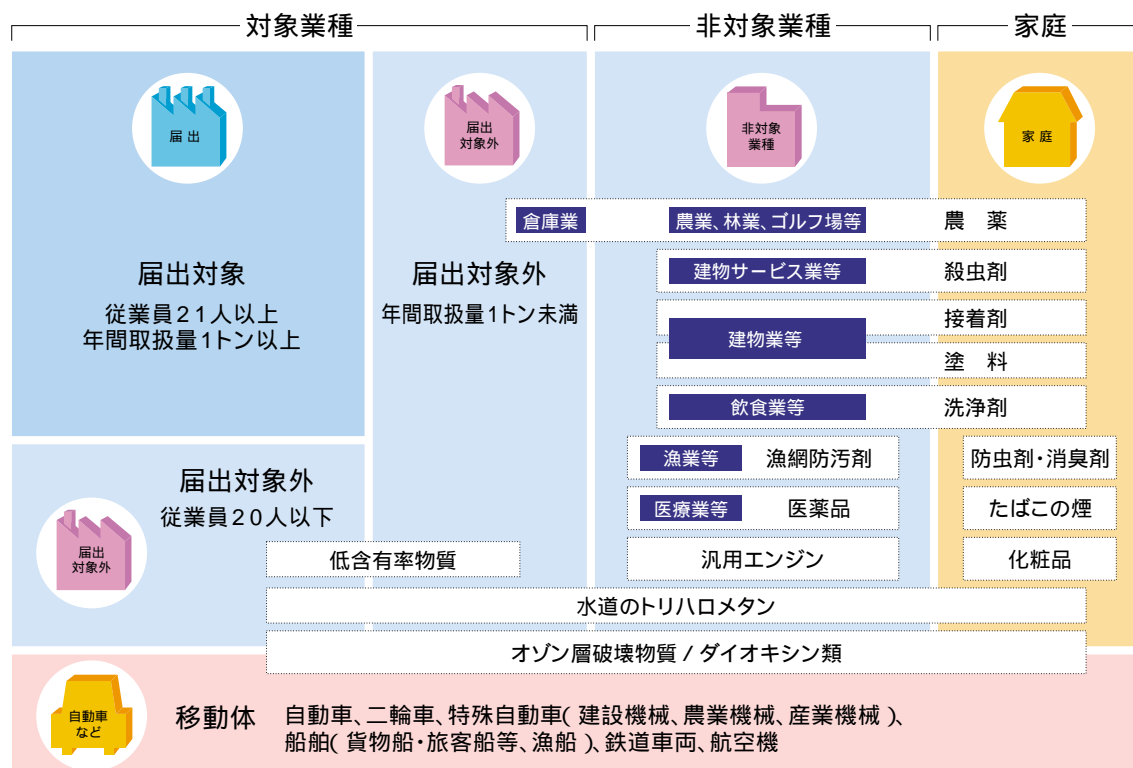 対象業種
非対象業種
家庭
届出
届出
対象外
非対象
業種
家庭
倉庫業
農業、林業、ゴルフ場等
農 薬
建物サービス業等
殺虫剤
接着剤
建物業等
塗 料
飲食業等
洗浄剤
届出対象
従業員21人以上
年間取扱量1トン以上
届出対象外
年間取扱量1トン未満
漁業等
漁網防汚剤
防虫剤・消臭剤
医療業等
医薬品
たばこの煙
届出対象外
従業員20人以下
届出
対象外
低含有率物質
汎用エンジン
化粧品
水道のトリハロメタン
オゾン層破壊物質 / ダイオキシン類
自動車
など
移動体
自動車、二輪車、特殊自動車( 建設機械、農業機械、産業機械 )、
船舶( 貨物船・旅客船等、漁船 )、鉄道車両、航空機